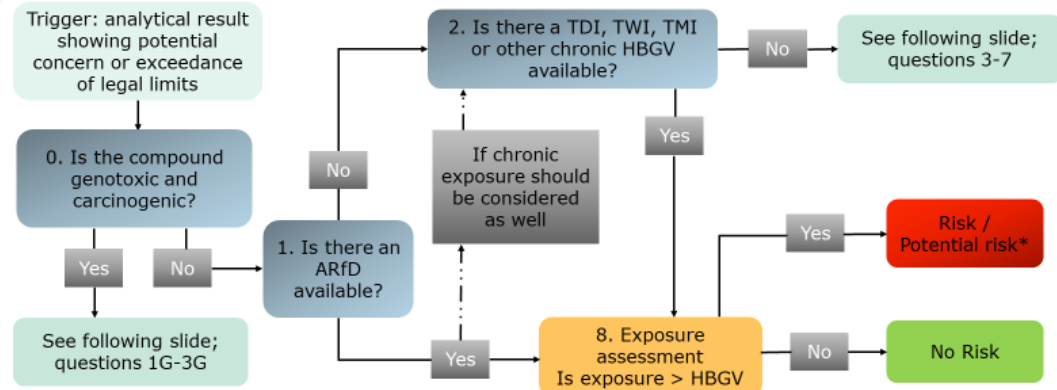 Trigger: analytical result
showing potential
concern or exceedance
of legal limits
2. Is there a TDI, TWI, TMI
or other chronic HBGV
available?
No
See following slide;
questions 3-7
0. Is the compound
genotoxic and
carcinogenic?
No
If chronic
exposure should
be considered
as well
Yes
Yes
No
1. Is there an
ARfD
available?
Yes
Risk /
Potential risk*
See following slide;
questions 1G-3G
Yes
8. Exposure
assessment
Is exposure > HBGV
No
No Risk